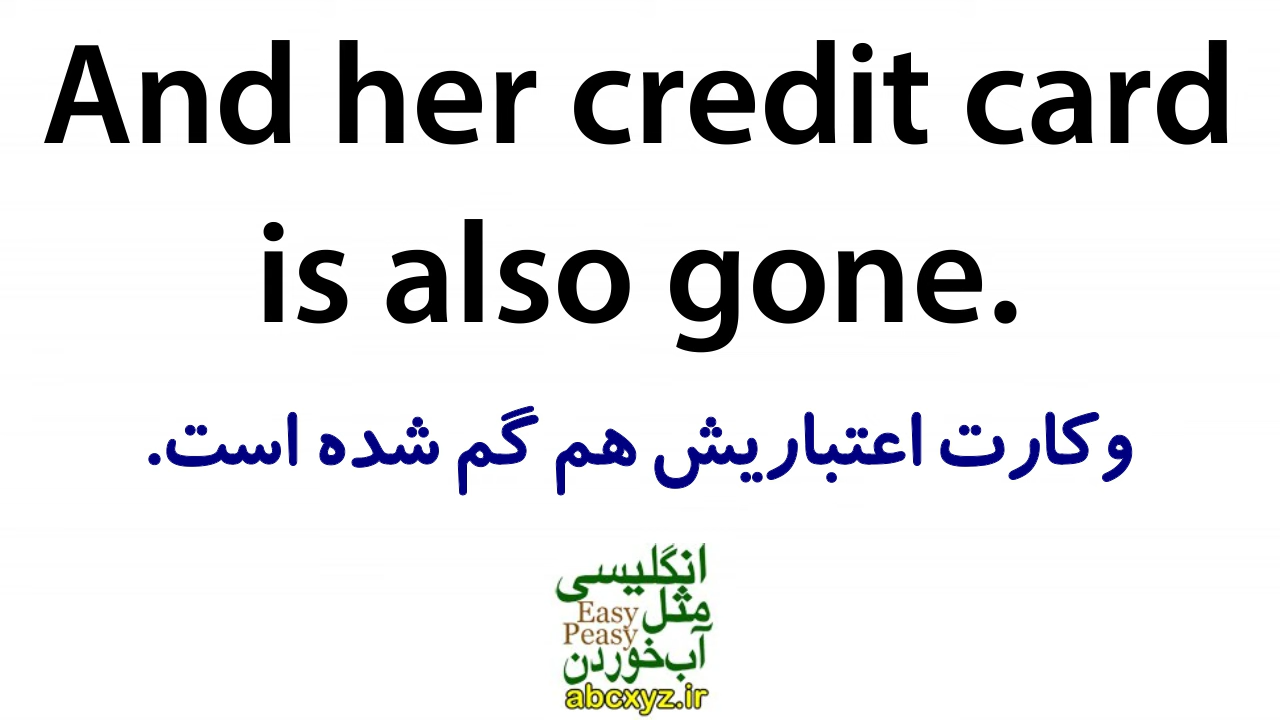 And her credit card
is also gone.
و کارت اعتباریش هم گم شده است.
انگلیسی
مثل
Easy
Peasy
آب خوردن
abcxyz.ir